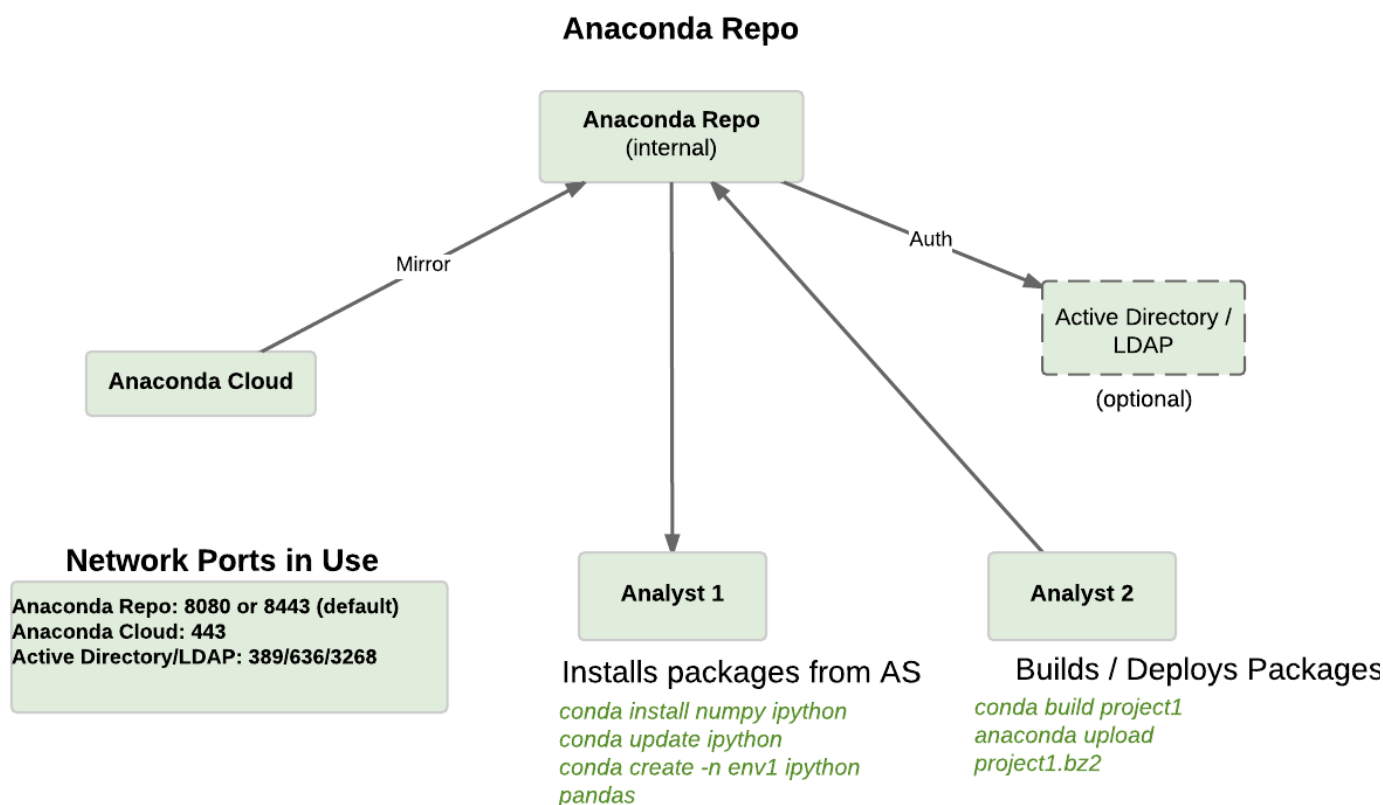 Anaconda Repo
Anaconda Repo
(internal)
Mirror
Auth
Active Directory /
LDAP
(optional)
Anaconda Cloud
Network Ports in Use
Anaconda Repo: 8080 or 8443 (default)
Anaconda Cloud: 443
Active Directory/LDAP: 389/636/3268
Analyst 1
Installs packages from AS
conda install numpy ipython
conda update ipython
conda create -n env1 ipython
pandas
Analyst 2
Builds / Deploys Packages
conda build project1
anaconda upload
project1.bz2